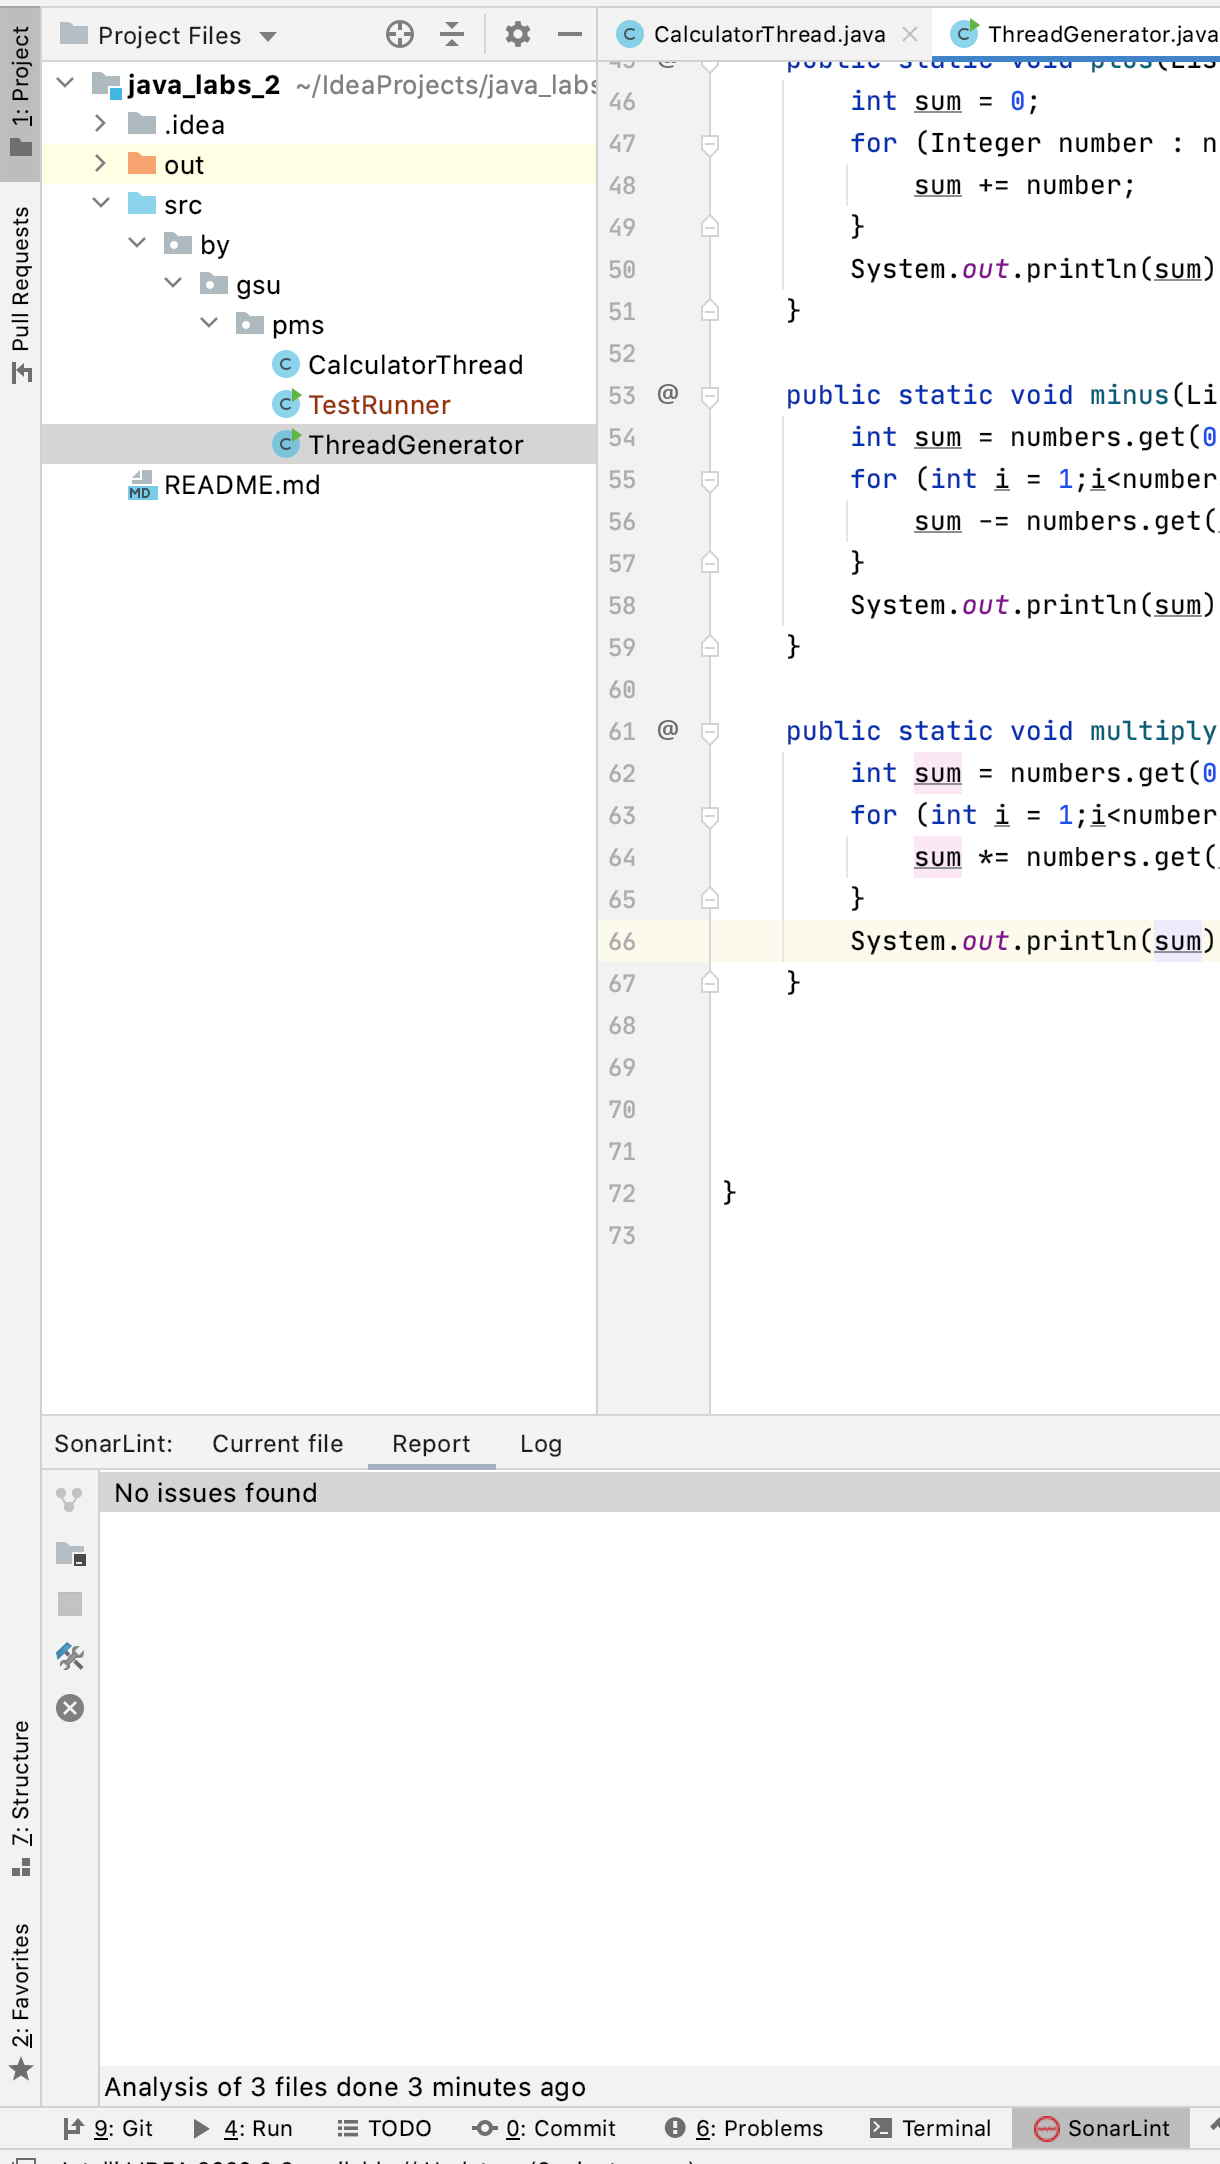 Project Files
CalculatorThread.java
ThreadGenerator.java
1: Project
Pull Requests
7: Structure
2: Favorites
java_labs_2 ~/IdeaProjects/java_labs
.idea
out
src
by
gsu
pms
CalculatorThread
TestRunner
ThreadGenerator
MD README.md
45 @ public static void plus(Lis
46 int sum = 0;
47 for (Integer number : n
48 sum += number;
49 }
50 System.out.println(sum)
51 }
52
53 @ public static void minus(Li
54 int sum = numbers.get(0
55 for (int i = 1;i<number
56 sum -= numbers.get(
57 }
58 System.out.println(sum)
59 }
60
61 @ public static void multiply
62 int sum = numbers.get(0
63 for (int i = 1;i<number
64 sum *= numbers.get(
65 }
66 System.out.println(sum)
67 }
68
69
70
71
72 }
73
SonarLint: Current file Report Log
No issues found
Analysis of 3 files done 3 minutes ago
9: Git 4: Run TODO 0: Commit 6: Problems Terminal SonarLint